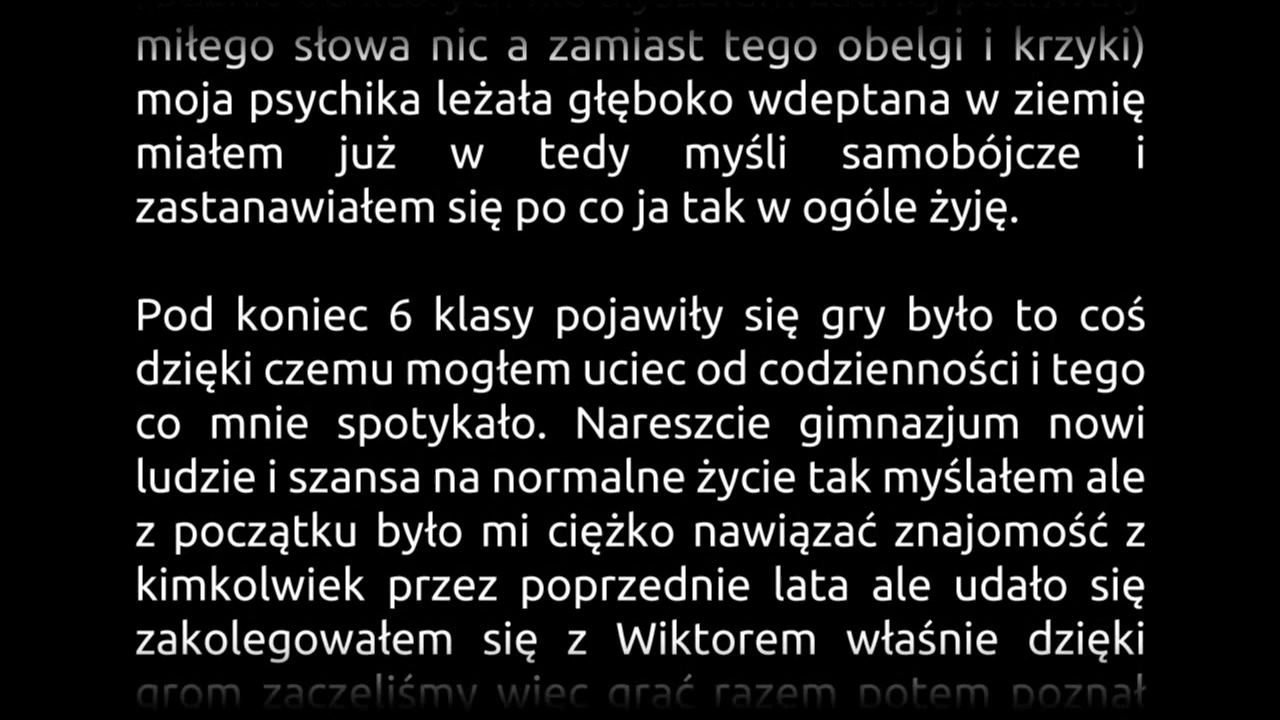 miłego słowa nic a zamiast tego obelgi i krzyki)
moja psychika leżała głęboko wdeptana w ziemię
miałem już w tedy myśli samobójcze i
zastanawiałem się po co ja tak w ogóle żyję.
Pod koniec 6 klasy pojawiły się gry było to coś
dzięki czemu mogłem uciec od codzienności i tego
co mnie spotykało. Nareszcie gimnazjum nowi
ludzie i szansa na normalne życie tak myślałem ale
z początku było mi ciężko nawiązać znajomość z
kimkolwiek przez poprzednie lata ale udało się
zakolegowałem się z Wiktorem właśnie dzięki
grom zaczeliśmy więc grać razem potem poznał